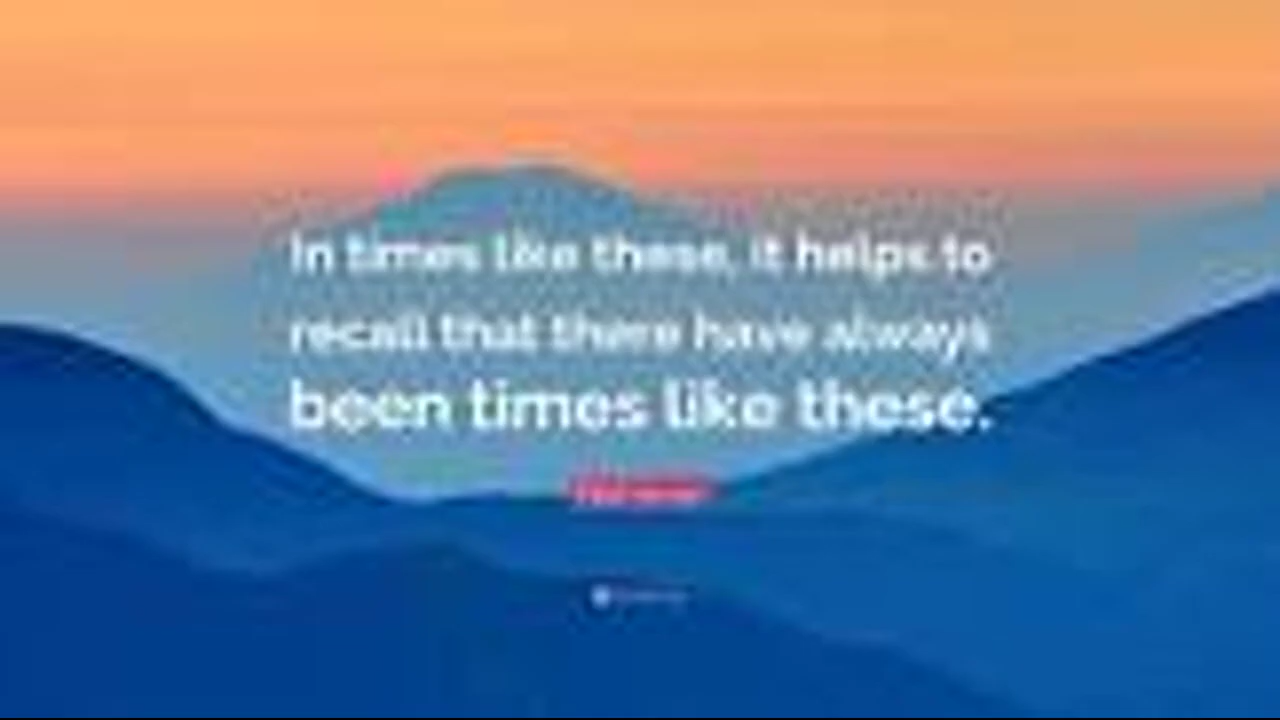 In times like these, it helps to
recall that there have always
been times like these.